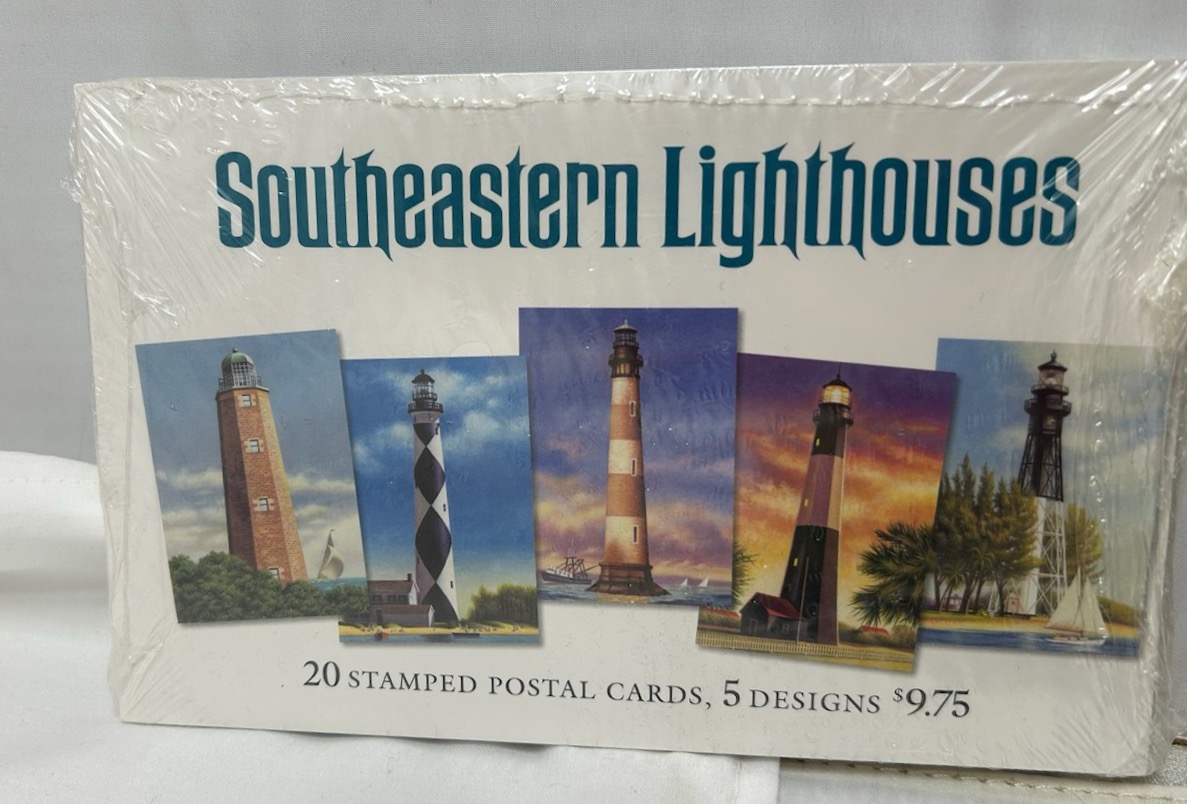 Southeastern Lighthouses
20 STAMPED POSTAL CARDS, 5 DESIGNS $9.75